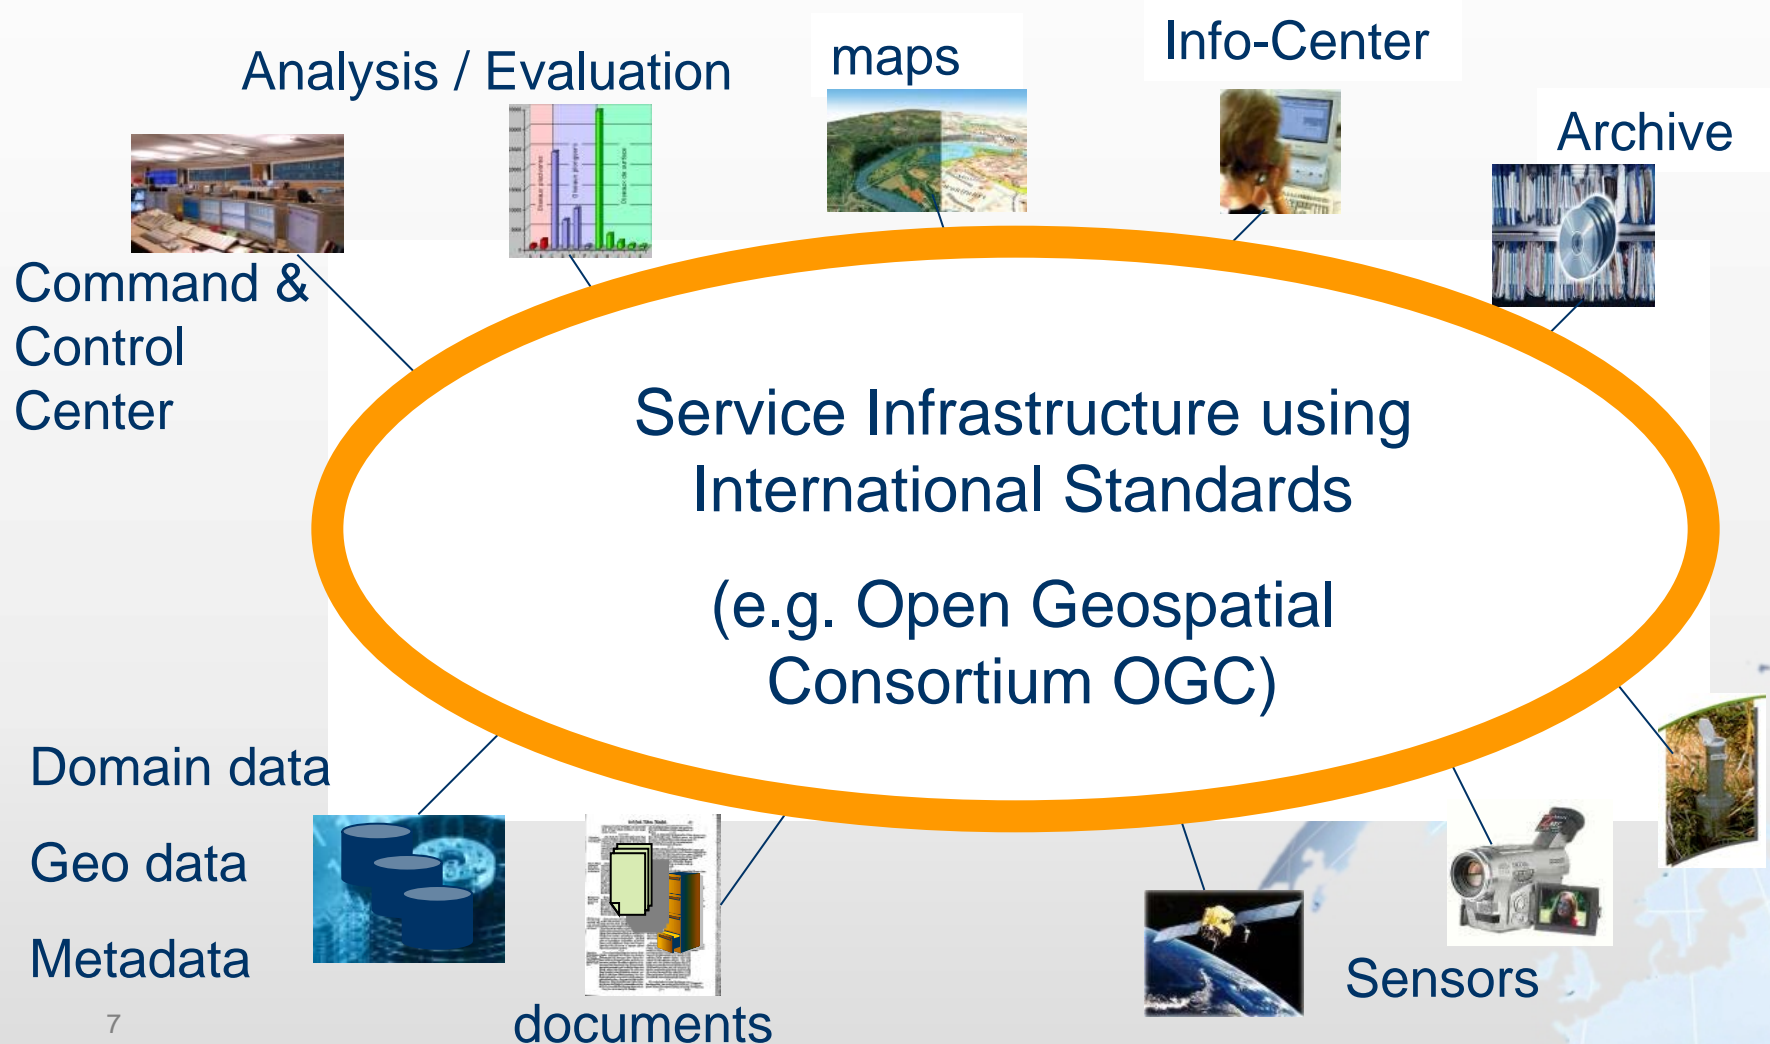 Analysis / Evaluation
maps
Info-Center
Archive
Command &
Control
Center
Service Infrastructure using
International Standards
(e.g. Open Geospatial
Consortium OGC)
Domain data
Geo data
Metadata
documents
Sensors
7